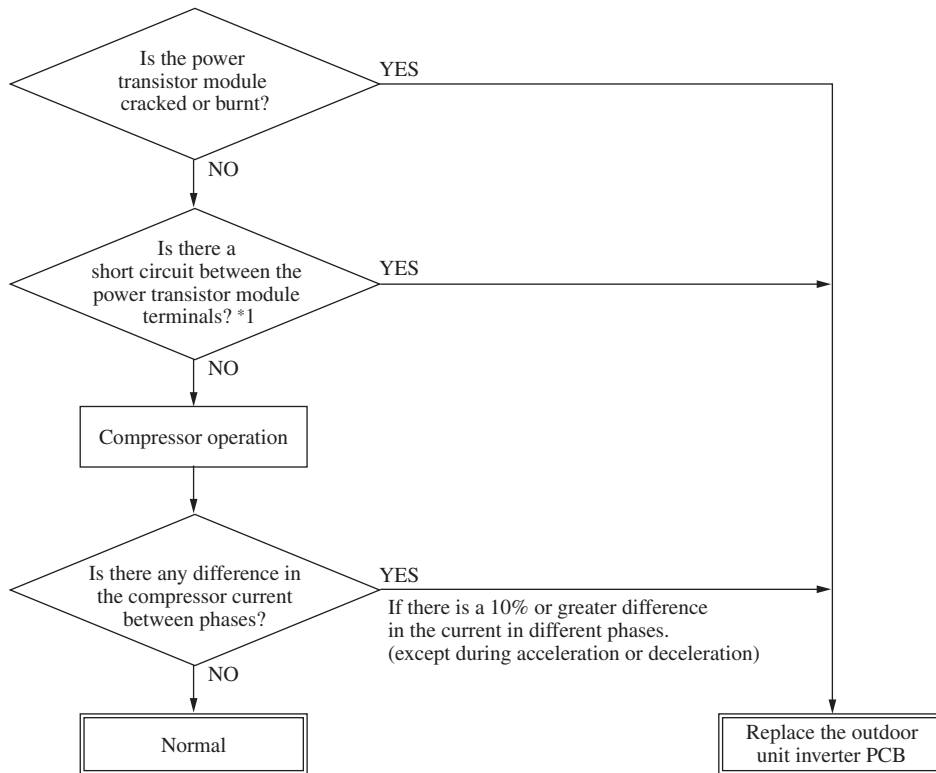 Is the power
transistor module
cracked or burnt?
YES
NO
Is there a
short circuit between the
power transistor module
terminals? *1
YES
NO
Compressor operation
Is there any difference in
the compressor current
between phases?
YES
If there is a 10% or greater difference
in the current in different phases.
(except during acceleration or deceleration)
NO
Normal
Replace the outdoor
unit inverter PCB